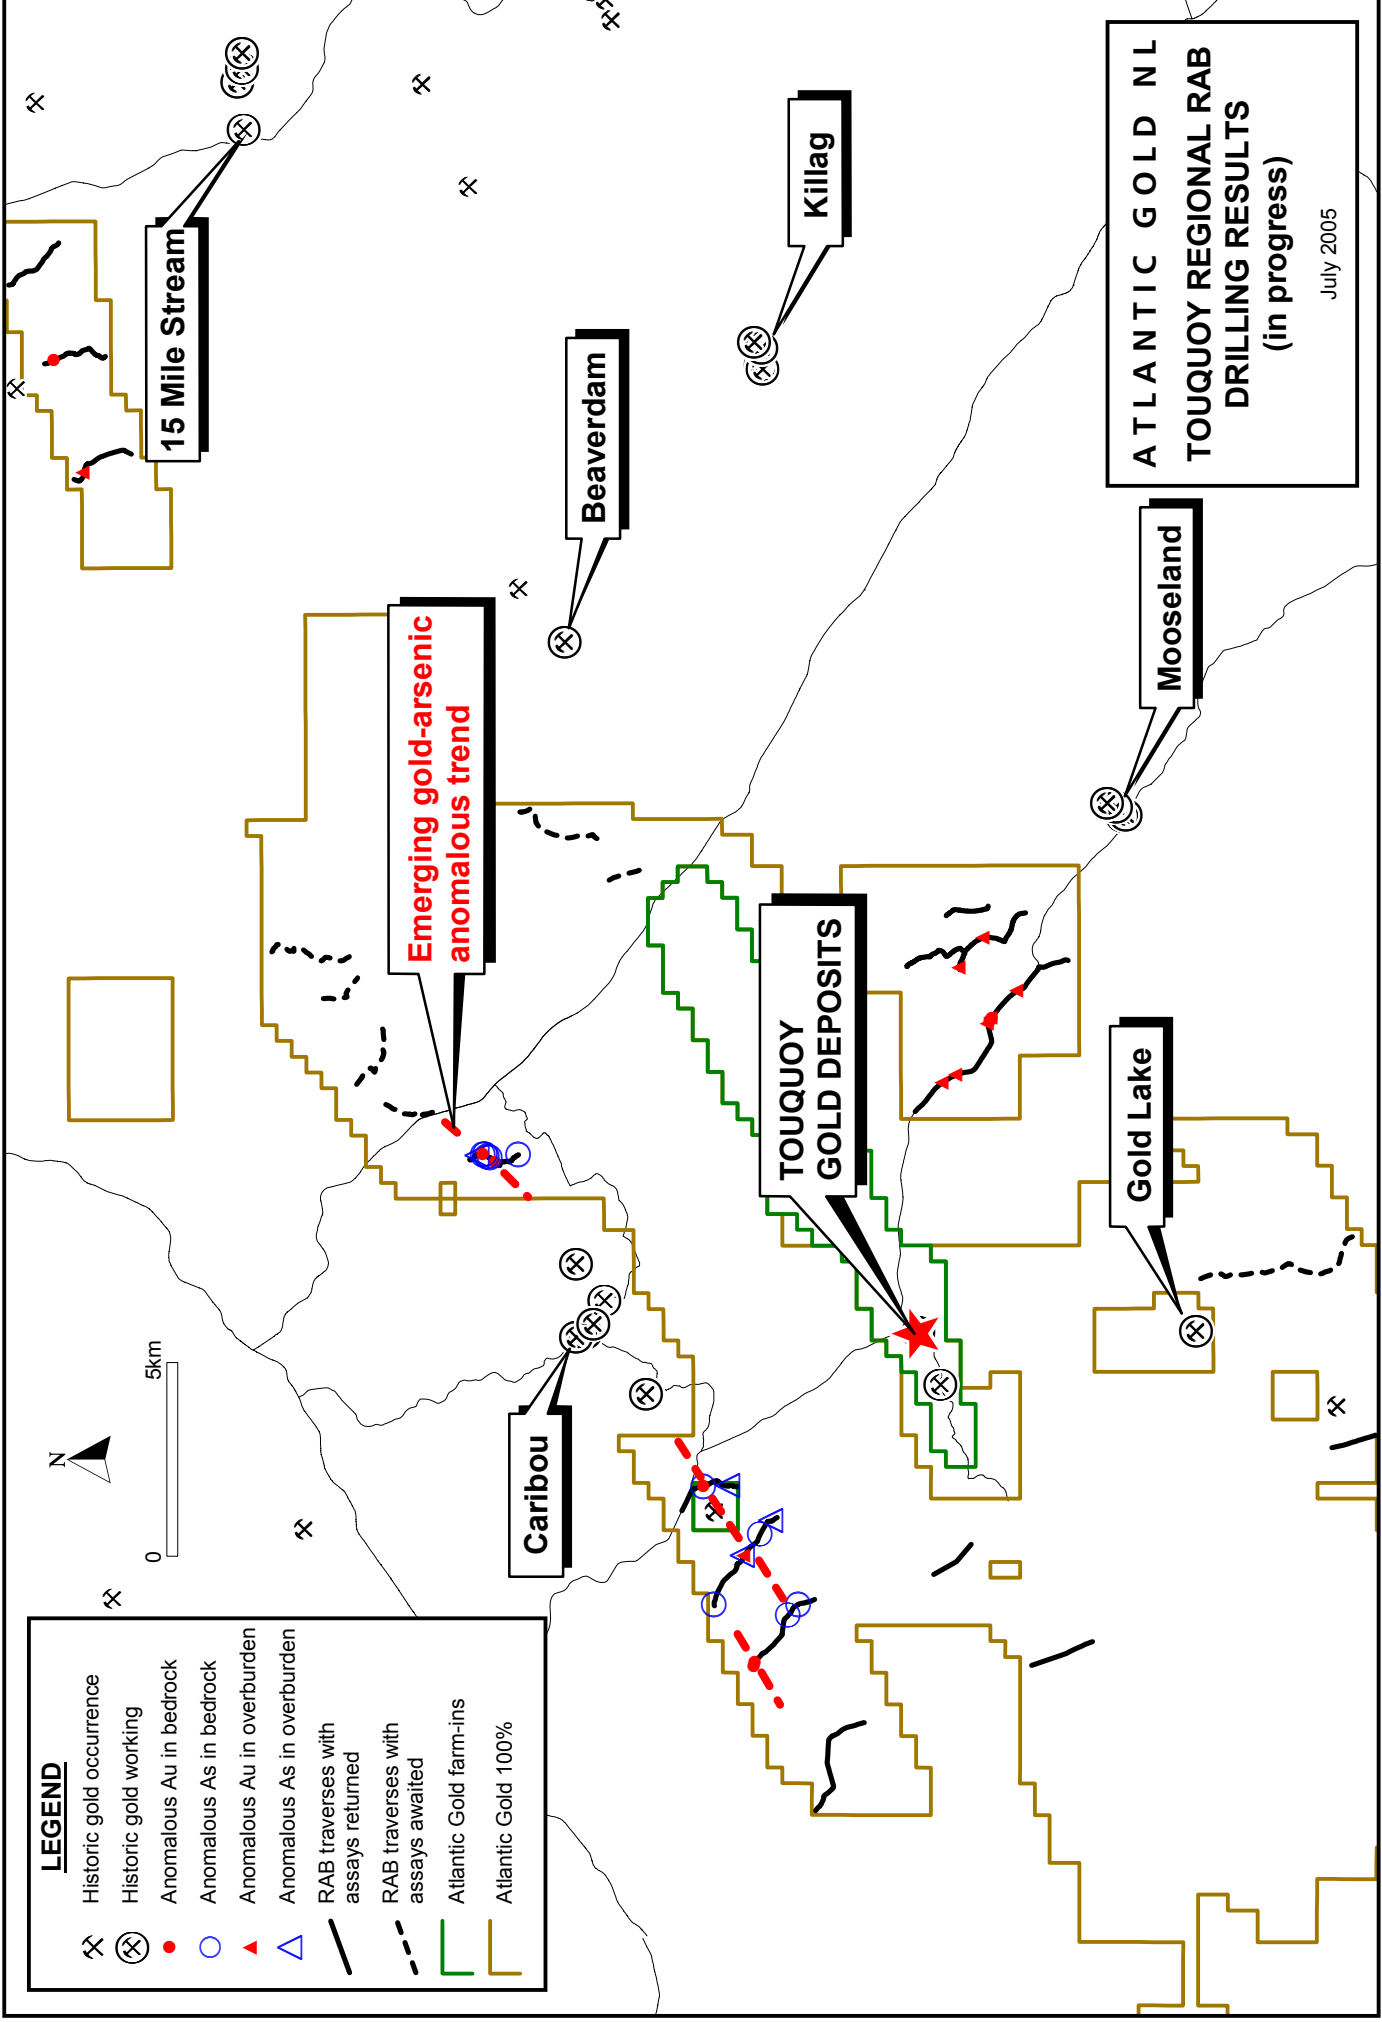 LEGEND
Historic gold occurrence
Historic gold working
Anomalous Au in bedrock
Anomalous As in bedrock
Anomalous Au in overburden
Anomalous As in overburden
RAB traverses with
assays returned
RAB traverses with
assays awaited
Atlantic Gold farm-ins
Atlantic Gold 100%
N
0
5km
Caribou
Emerging gold-arsenic
anomalous trend
15 Mile Stream
Beaverdam
Killag
TOUQUOY
GOLD DEPOSITS
Gold Lake
Mooseland
ATLANTIC GOLD NL
TOUQUOY REGIONAL RAB
DRILLING RESULTS
(in progress)
July 2005